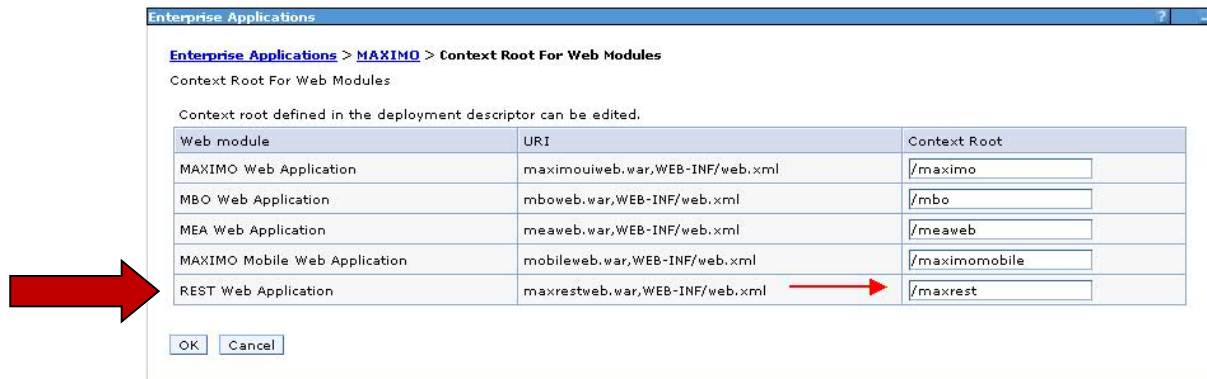 Enterprise Applications ?
Enterprise Applications > MAXIMO > Context Root For Web Modules
Context Root For Web Modules
Context root defined in the deployment descriptor can be edited.
Web module URI Context Root
MAXIMO Web Application maximouiweb.war,WEB-INF/web.xml /maximo
MBO Web Application mboweb.war,WEB-INF/web.xml /mbo
MEA Web Application meaweb.war,WEB-INF/web.xml /meaweb
MAXIMO Mobile Web Application mobileweb.war,WEB-INF/web.xml /maximomobile
REST Web Application maxrestweb.war,WEB-INF/web.xml /maxrest
OK Cancel